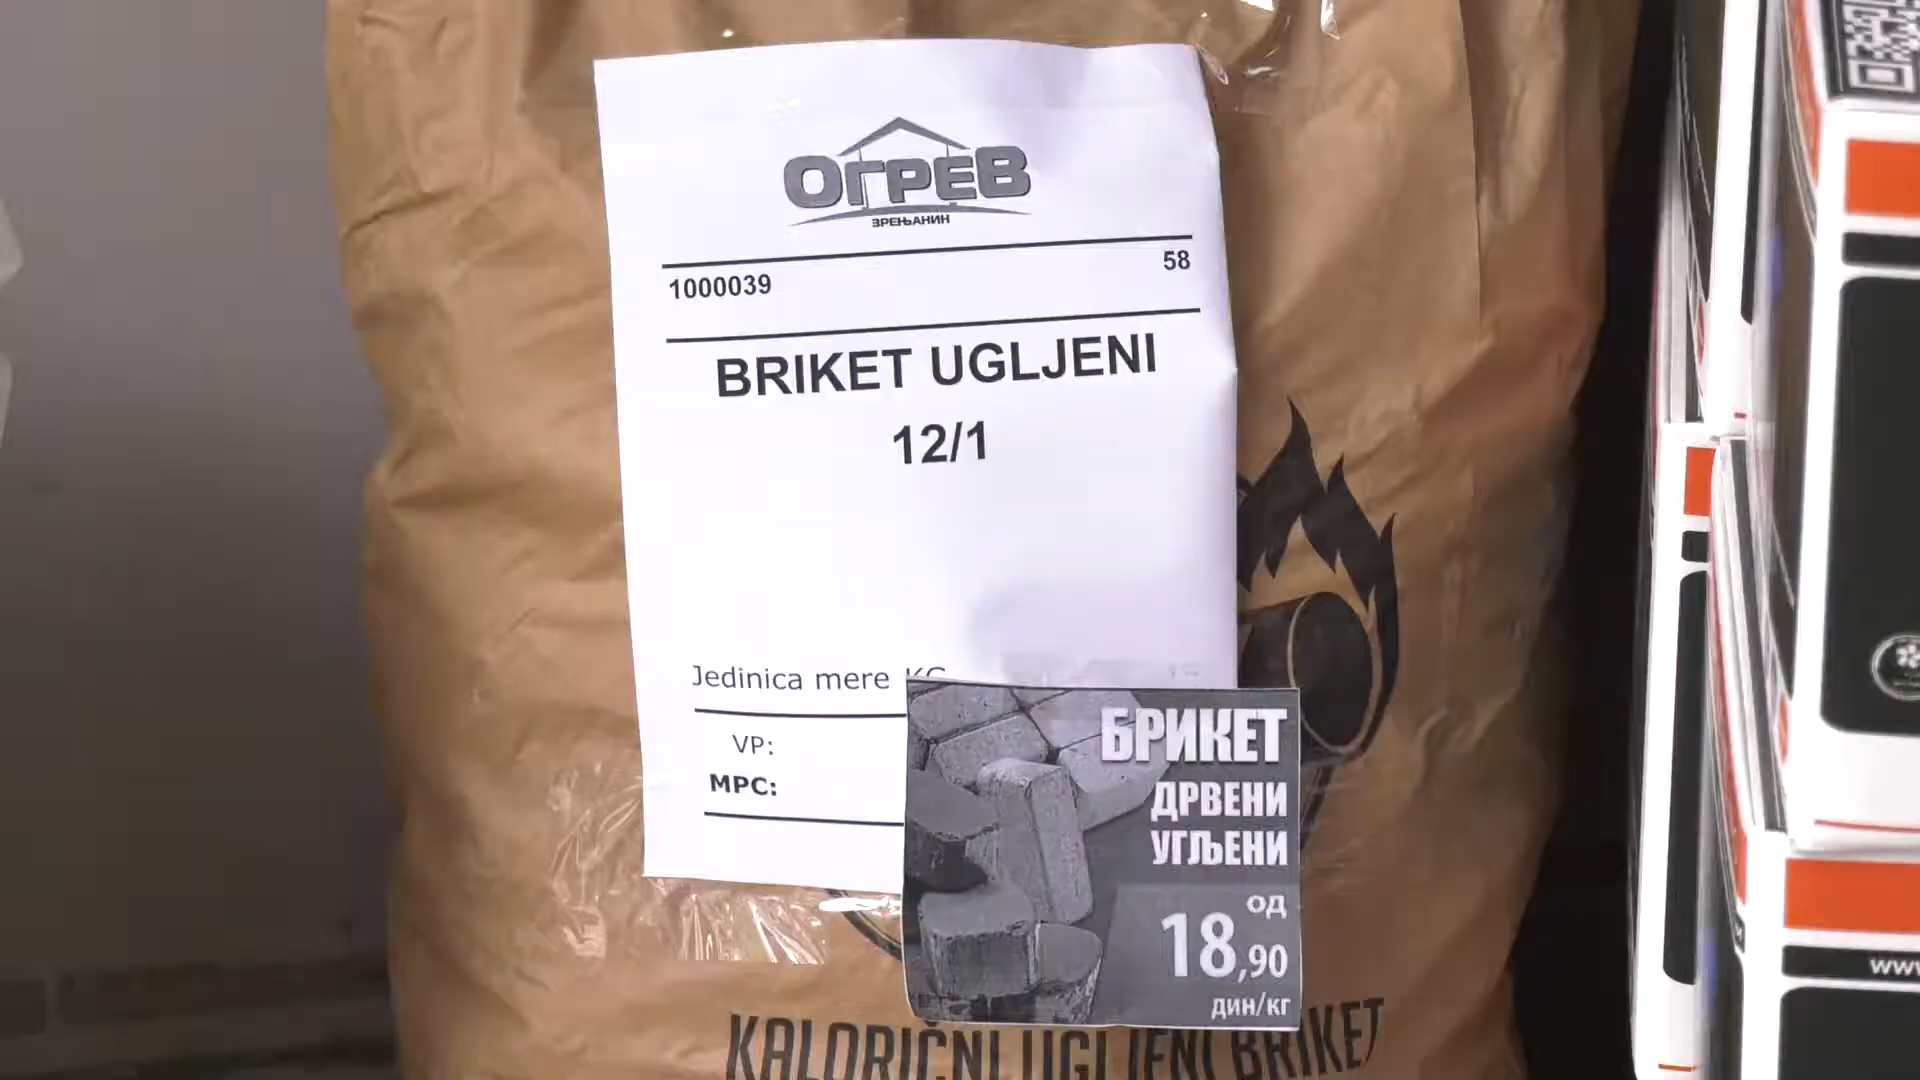 ОГРЕВ
ЗРЕЊАНИН
1000039
58
BRIKET UGLJENI
12/1
Jedinica mere KG
VP:
MPC:
БРИКЕТ
ДРВЕНИ
УГЉЕНИ
од
18,90
дин/кг
KALORIČNI UGLJENI BRIKET